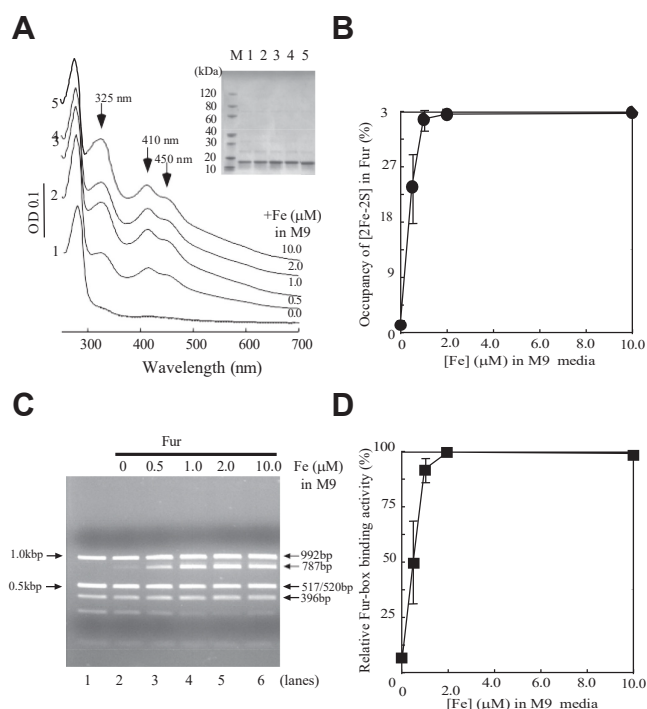 A
M 1 2 3 4 5
(kDa)
120
80
60
40
30
20
10
5
4
3
2
1
325 nm
410 nm
450 nm
OD 0.1
+Fe (μM)
in M9
10.0
2.0
1.0
0.5
0.0
300 400 500 600 700
Wavelength (nm)
B
Occupancy of [2Fe-2S] in Fur (%)
3
27
18
9
0
0 2.0 4.0 6.0 8.0 10.0
[Fe] (μM) in M9 media
C
Fur
0 0.5 1.0 2.0 10.0 Fe (μM)
in M9
1.0kbp
0.5kbp
992bp
787bp
517/520bp
396bp
1 2 3 4 5 6 (lanes)
D
Relative Fur-box binding activity (%)
100
75
50
25
0
0 2.0 4.0 6.0 8.0 10.0
[Fe] (μM) in M9 media